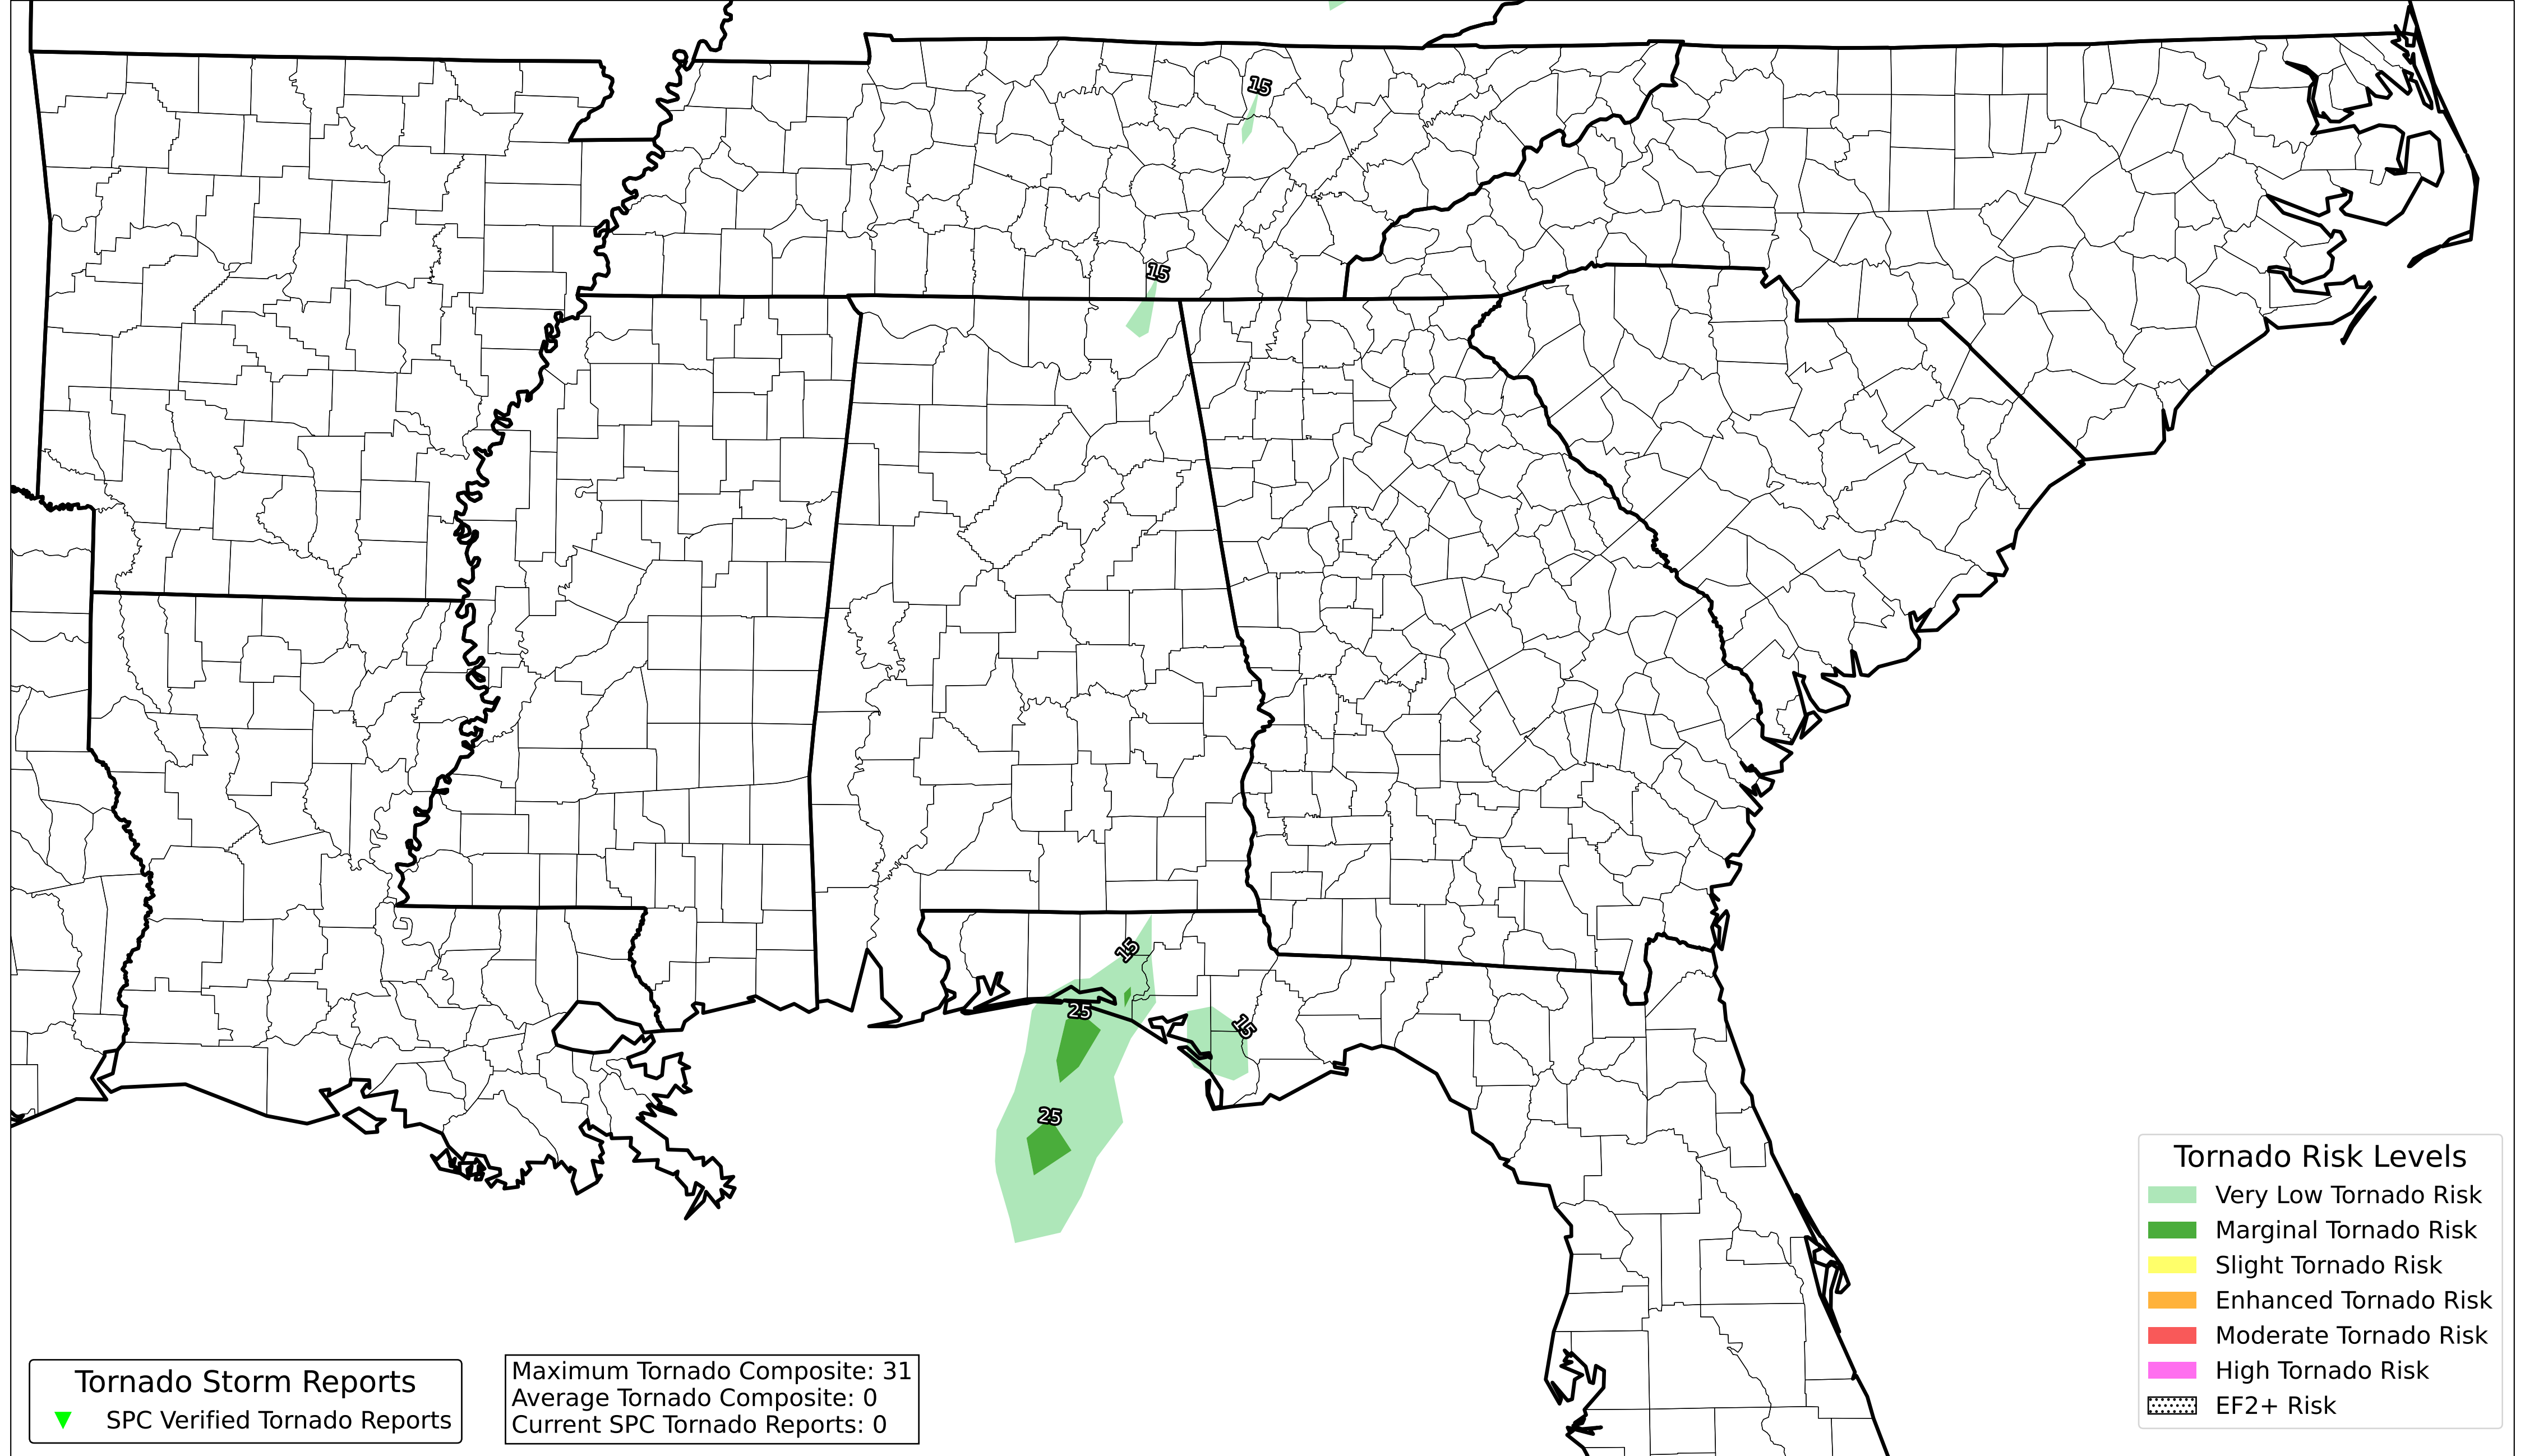 15
15
15
25
15
25
Tornado Risk Levels
Very Low Tornado Risk
Marginal Tornado Risk
Slight Tornado Risk
Enhanced Tornado Risk
Moderate Tornado Risk
High Tornado Risk
EF2+ Risk
Tornado Storm Reports
SPC Verified Tornado Reports
Maximum Tornado Composite: 31
Average Tornado Composite: 0
Current SPC Tornado Reports: 0